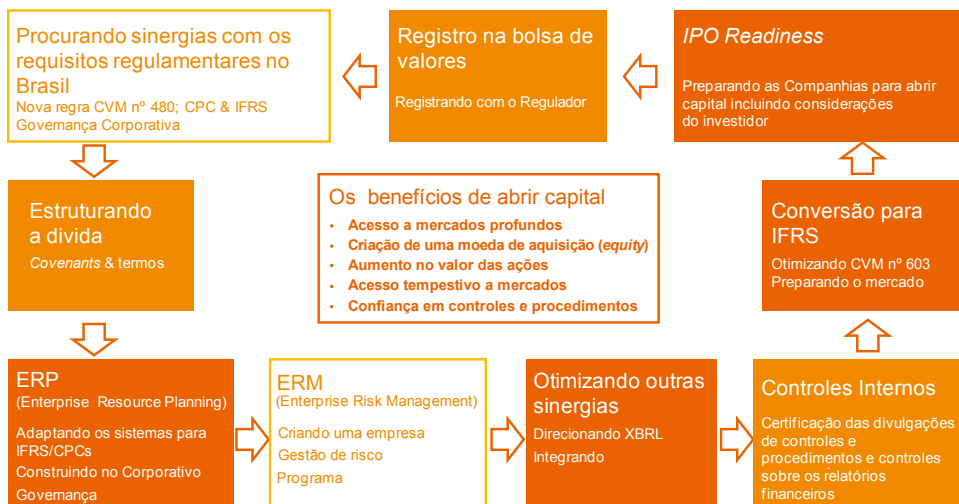 Procurando sinergias com os
requisitos regulamentares no
Brasil
Nova regra CVM nº 480; CPC & IFRS
Governança Corporativa
Registro na bolsa de
valores
Registrando com o Regulador
IPO Readiness
Preparando as Companhias para abrir
capital incluindo considerações
do investidor
Estruturando
a divida
Covenants & termos
Os benefícios de abrir capital
• Acesso a mercados profundos
• Criação de uma moeda de aquisição (equity)
• Aumento no valor das ações
• Acesso tempestivo a mercados
• Confiança em controles e procedimentos
Conversão para
IFRS
Otimizando CVM nº 603
Preparando o mercado
ERP
(Enterprise Resource Planning)
Adaptando os sistemas para
IFRS/CPCs
Construindo no Corporativo
Governança
ERM
(Enterprise Risk Management)
Criando uma empresa
Gestão de risco
Programa
Otimizando outras
sinergias
Direcionando XBRL
Integrando
Controles Internos
Certificação das divulgações
de controles e
procedimentos e controles
sobre os relatórios
financeiros